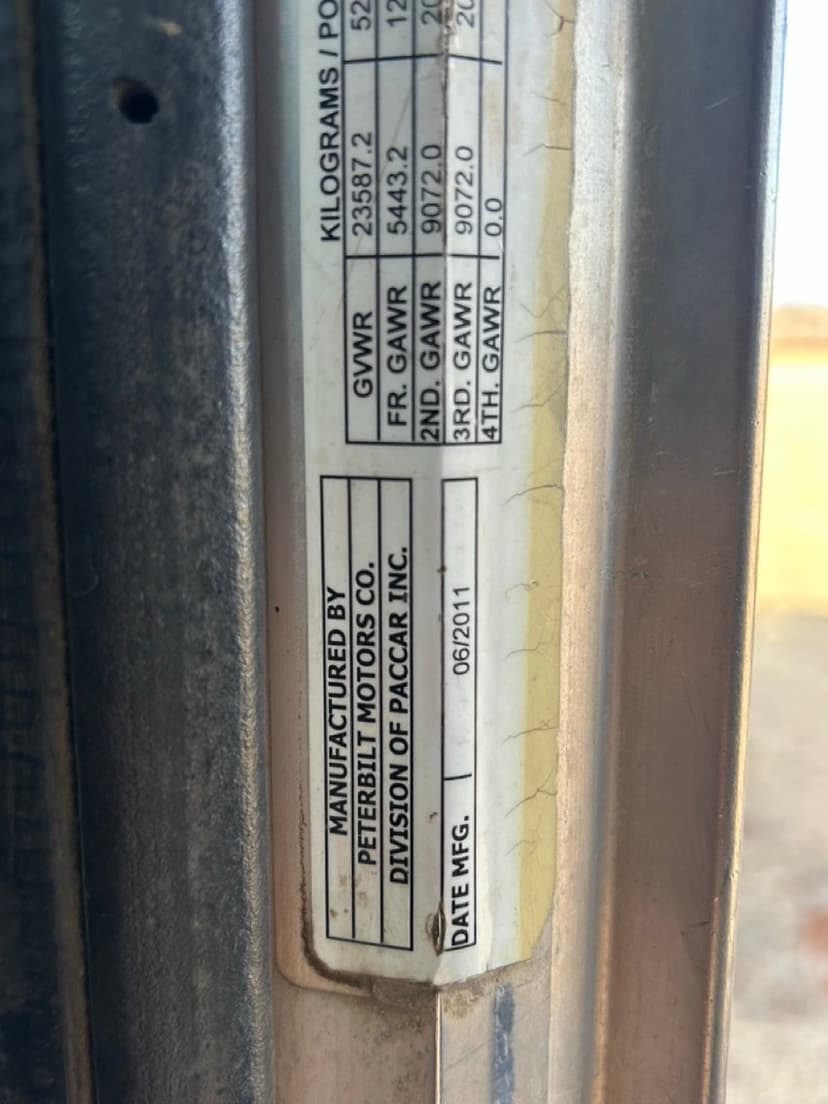 MANUFACTURED BY
PETERBILT MOTORS CO.
DIVISION OF PACCAR INC.
DATE MFG. 06/2011
KILOGRAMS /
GVWR 23587.2
FR. GAWR 5443.2
2ND. GAWR 9072.0
3RD. GAWR 9072.0
4TH. GAWR 0.0